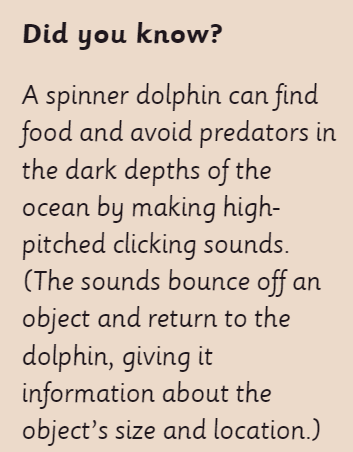 Did you know?
A spinner dolphin can find
food and avoid predators in
the dark depths of the
ocean by making high-
pitched clicking sounds.
(The sounds bounce off an
object and return to the
dolphin, giving it
information about the
object's size and location.)